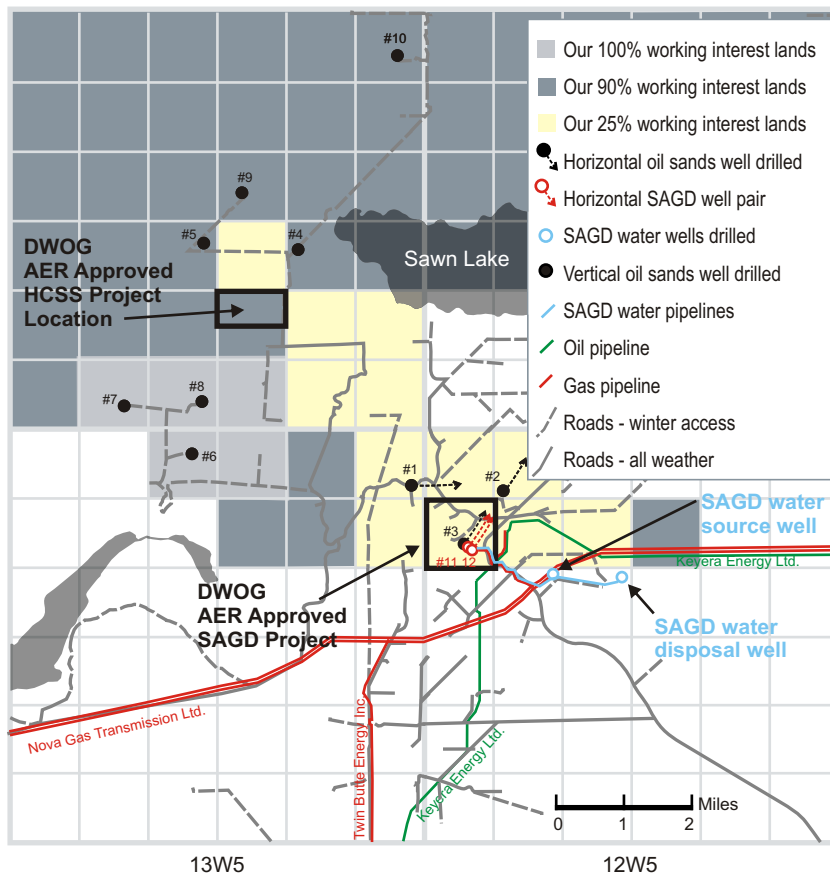 #10
Our 100% working interest lands
Our 90% working interest lands
Our 25% working interest lands
Horizontal oil sands well drilled
Horizontal SAGD well pair
SAGD water wells drilled
Vertical oil sands well drilled
SAGD water pipelines
Oil pipeline
Gas pipeline
Roads - winter access
Roads - all weather
#9
#5
#4
DWOG
AER Approved
HCSS Project
Location
Sawn Lake
#7
#8
#6
#1
#2
#3
#11,12
SAGD water
source well
Keyera Energy Ltd.
DWOG
AER Approved
SAGD Project
SAGD water
disposal well
Nova Gas Transmission Ltd.
Twin Butte Energy Inc.
Keyera Energy Ltd.
Miles
0 1 2
13W5 12W5